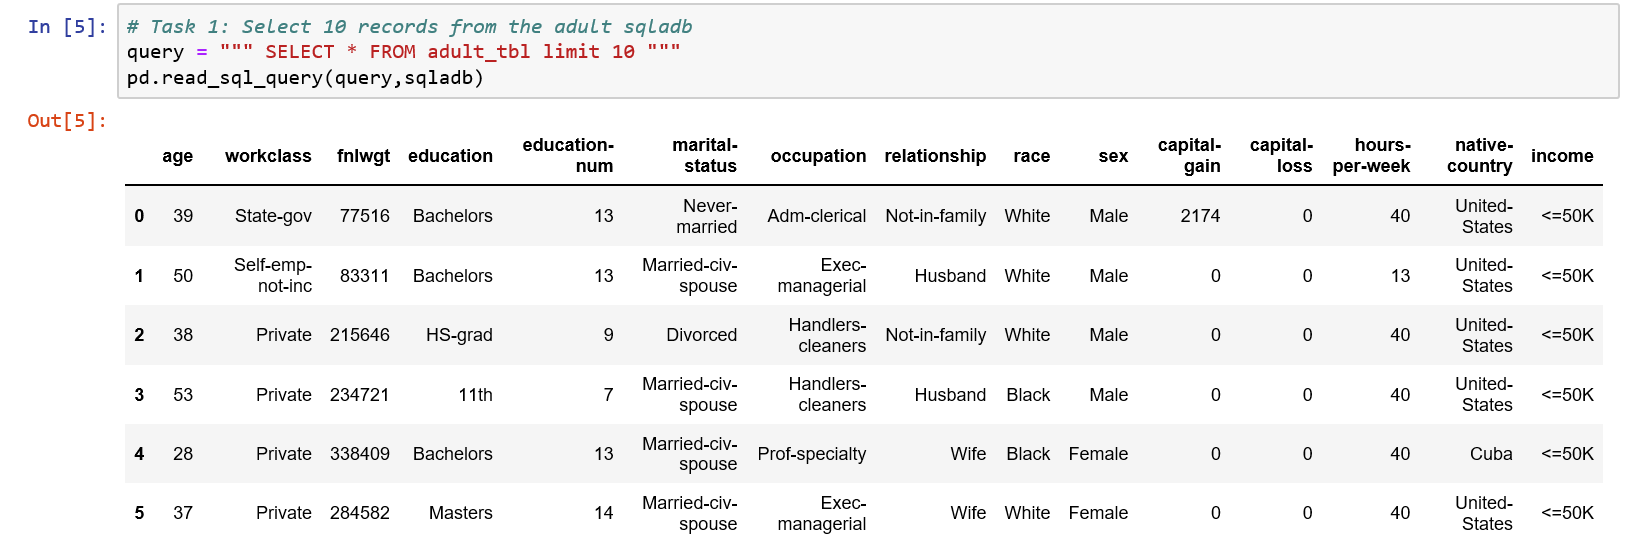 In [5]: # Task 1: Select 10 records from the adult sqladb
query = """ SELECT * FROM adult_tbl limit 10 """
pd.read_sql_query(query,sqladb)
Out[5]:
age workclass fnlwgt education education-num marital-status occupation relationship race sex capital-gain capital-loss hours-per-week native-country income
0 39 State-gov 77516 Bachelors 13 Never-married Adm-clerical Not-in-family White Male 2174 0 40 United-States <=50K
1 50 Self-emp-not-inc 83311 Bachelors 13 Married-civ-spouse Exec-managerial Husband White Male 0 0 13 United-States <=50K
2 38 Private 215646 HS-grad 9 Divorced Handlers-cleaners Not-in-family White Male 0 0 40 United-States <=50K
3 53 Private 234721 11th 7 Married-civ-spouse Handlers-cleaners Husband Black Male 0 0 40 United-States <=50K
4 28 Private 338409 Bachelors 13 Married-civ-spouse Prof-specialty Wife Black Female 0 0 40 Cuba <=50K
5 37 Private 284582 Masters 14 Married-civ-spouse Exec-managerial Wife White Female 0 0 40 United-States <=50K